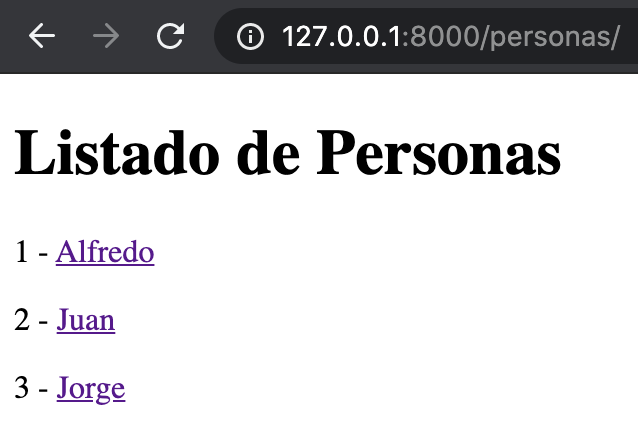 127.0.0.1:8000/personas/
Listado de Personas
1 - Alfredo
2 - Juan
3 - Jorge